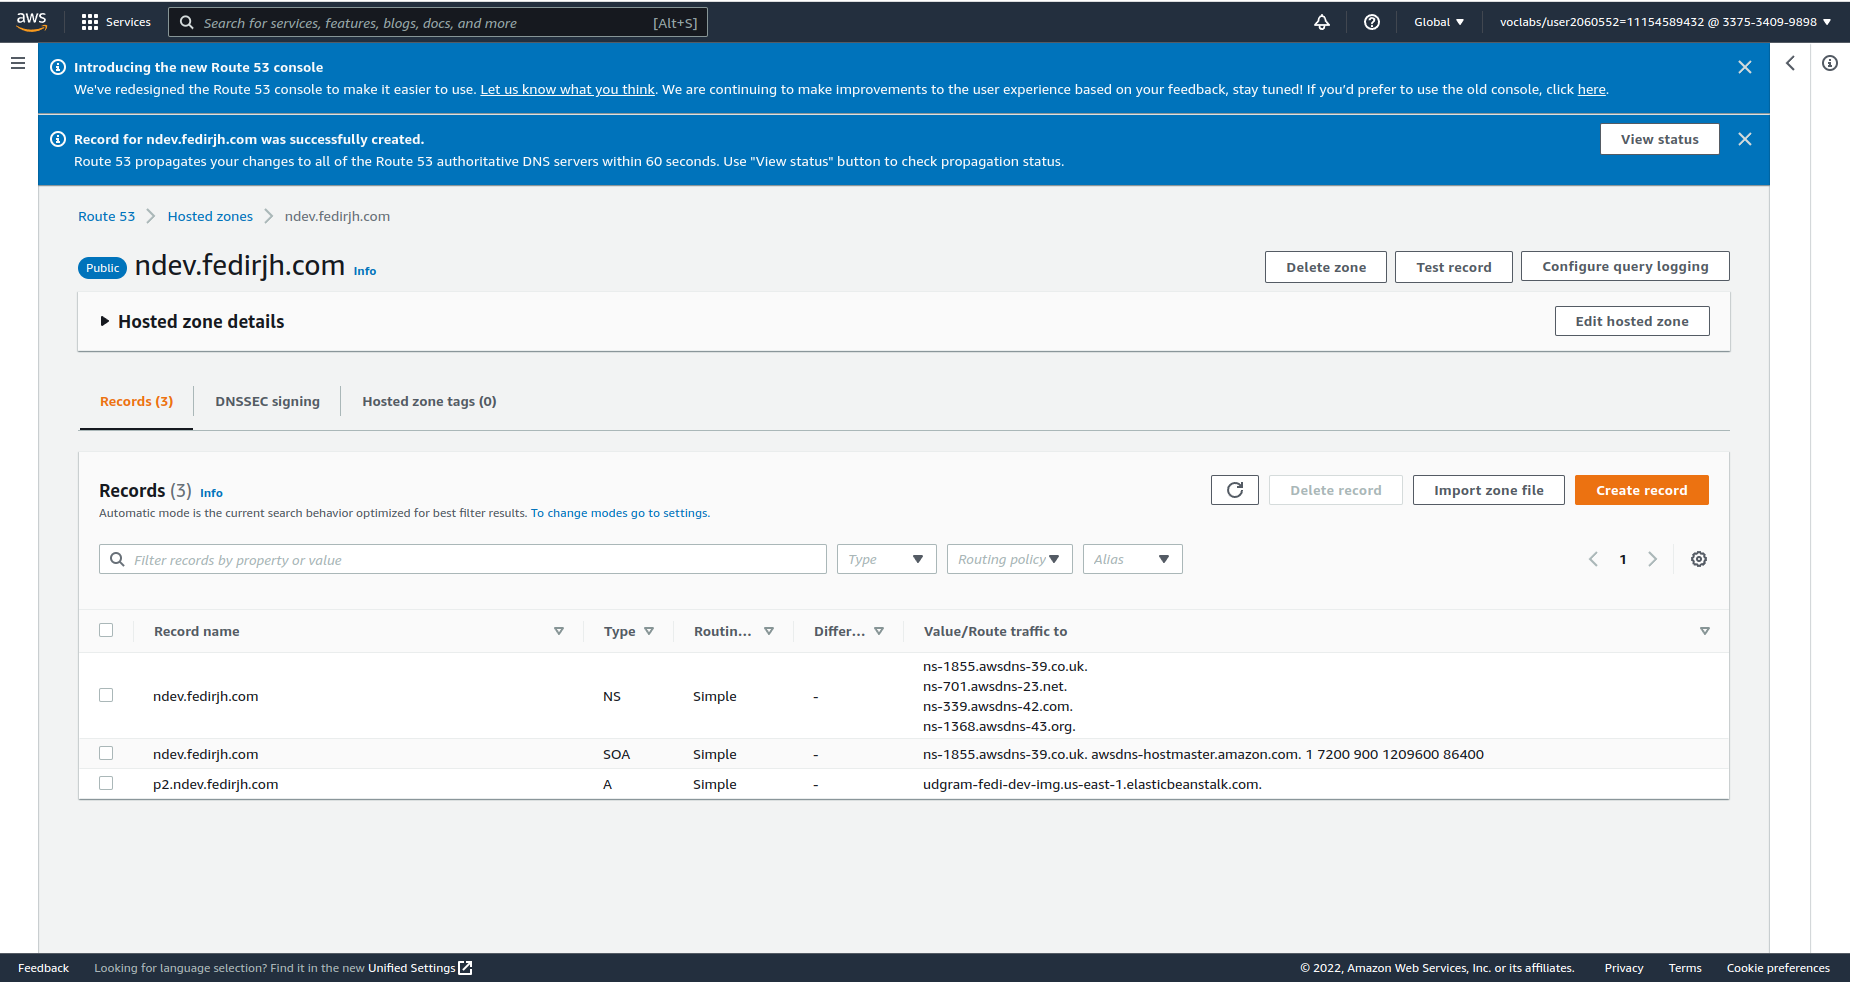 aws Services Search for services, features, blogs, docs, and more [Alt+S] Global voclabs/user2060552=11154589432 @ 3375-3409-9898
Introducing the new Route 53 console
We've redesigned the Route 53 console to make it easier to use. Let us know what you think. We are continuing to make improvements to the user experience based on your feedback, stay tuned! If you'd prefer to use the old console, click here.
Record for ndev.fedirjh.com was successfully created.
View status
Route 53 propagates your changes to all of the Route 53 authoritative DNS servers within 60 seconds. Use "View status" button to check propagation status.
Route 53 Hosted zones ndev.fedirjh.com
Public ndev.fedirjh.com Info Delete zone Test record Configure query logging
Hosted zone details Edit hosted zone
Records (3) DNSSEC signing Hosted zone tags (0)
Records (3) Info Delete record Import zone file Create record
Automatic mode is the current search behavior optimized for best filter results. To change modes go to settings.
Filter records by property or value Type Routing policy Alias 1
Record name Type Routin... Differ... Value/Route traffic to
ndev.fedirjh.com NS Simple - ns-1855.awsdns-39.co.uk.
ns-701.awsdns-23.net.
ns-339.awsdns-42.com.
ns-1368.awsdns-43.org.
ndev.fedirjh.com SOA Simple - ns-1855.awsdns-39.co.uk. awsdns-hostmaster.amazon.com. 1 7200 900 1209600 86400
p2.ndev.fedirjh.com A Simple - udgram-fedi-dev-img.us-east-1.elasticbeanstalk.com.
Feedback Looking for language selection? Find it in the new Unified Settings © 2022, Amazon Web Services, Inc. or its affiliates. Privacy Terms Cookie preferences